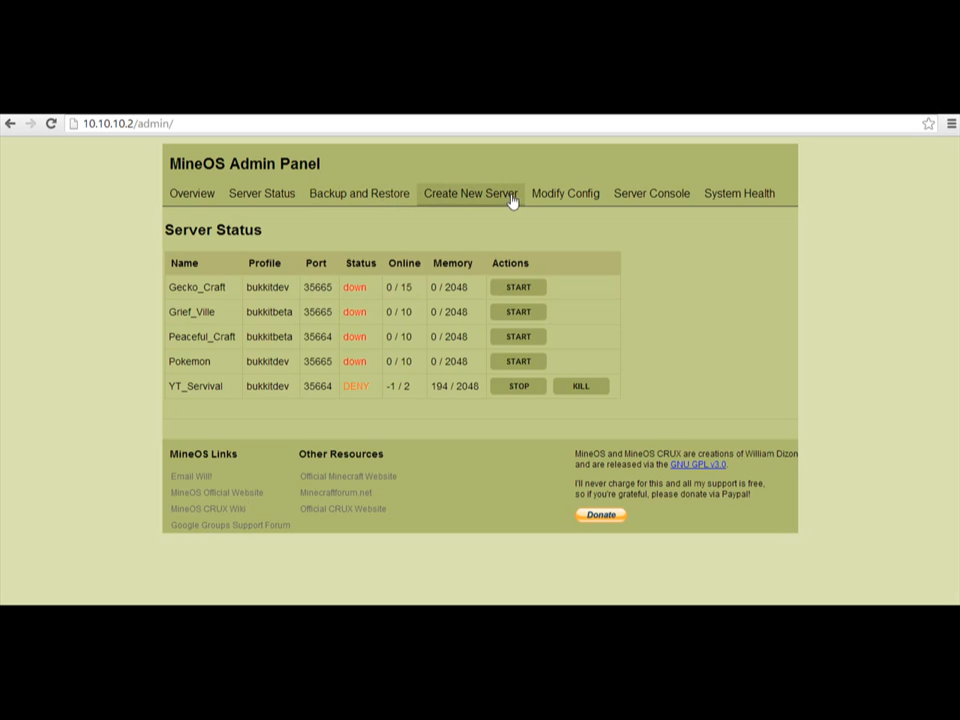 10.10.10.2/admin/
MineOS Admin Panel
Overview Server Status Backup and Restore Create New Server Modify Config Server Console System Health
Server Status
Name Profile Port Status Online Memory Actions
Gecko_Craft bukkitdev 35665 down 0 / 15 0 / 2048 START
Grief_Ville bukkitbeta 35665 down 0 / 10 0 / 2048 START
Peaceful_Craft bukkitbeta 35664 down 0 / 10 0 / 2048 START
Pokemon bukkitdev 35665 down 0 / 10 0 / 2048 START
YT_Servival bukkitdev 35664 DENY -1 / 2 194 / 2048 STOP KILL
MineOS Links
Email Will!
MineOS Official Website
MineOS CRUX Wiki
Google Groups Support Forum
Other Resources
Official Minecraft Website
Minecraftforum.net
Official CRUX Website
MineOS and MineOS CRUX are creations of William Dizon
and are released via the GNU GPL v3.0.
I'll never charge for this and all my support is free,
so if you're grateful, please donate via Paypal!
Donate